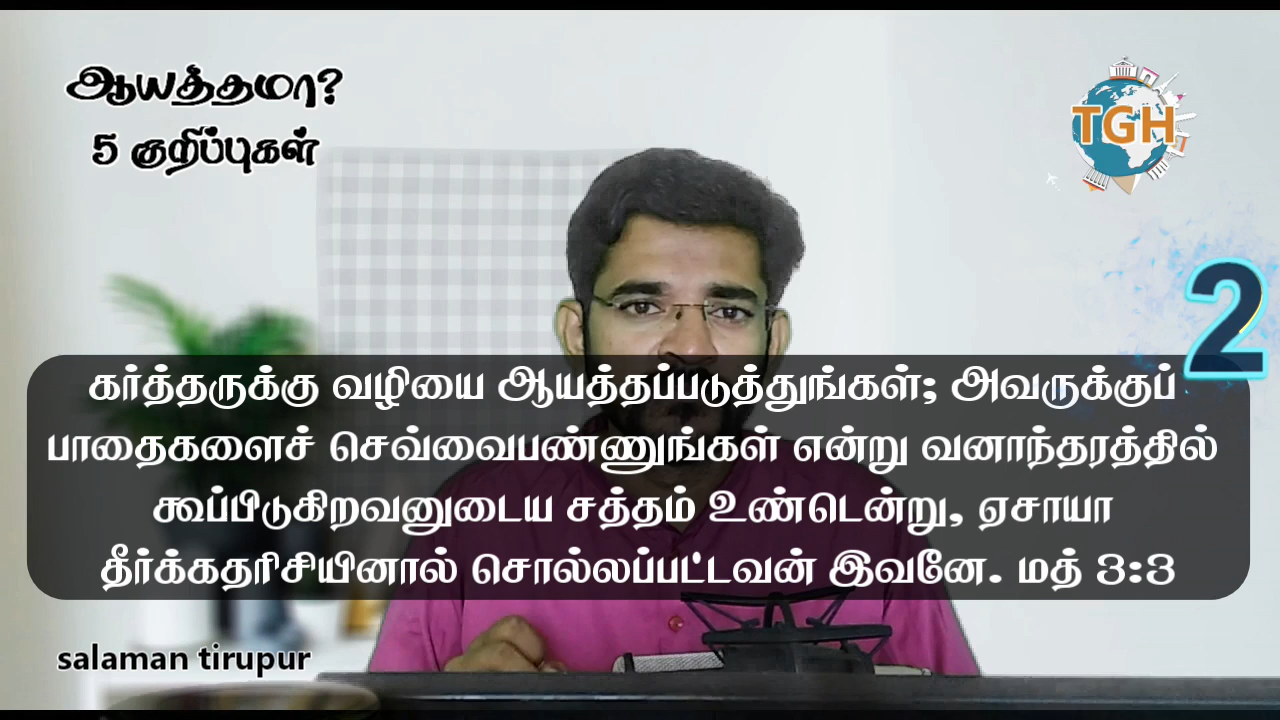 ஆயத்தமா?
5 குறிப்புகள்
TGH
2
கர்த்தருக்கு வழியை ஆயத்தப்படுத்துங்கள்; அவருக்குப்
பாதைகளைச் செவ்வைபண்ணுங்கள் என்று வனாந்தரத்தில்
கூப்பிடுகிறவனுடைய சத்தம் உண்டென்று, ஏசாயா
தீர்க்கதரிசியினால் சொல்லப்பட்டவன் இவனே. மத் 3:3
salaman tirupur